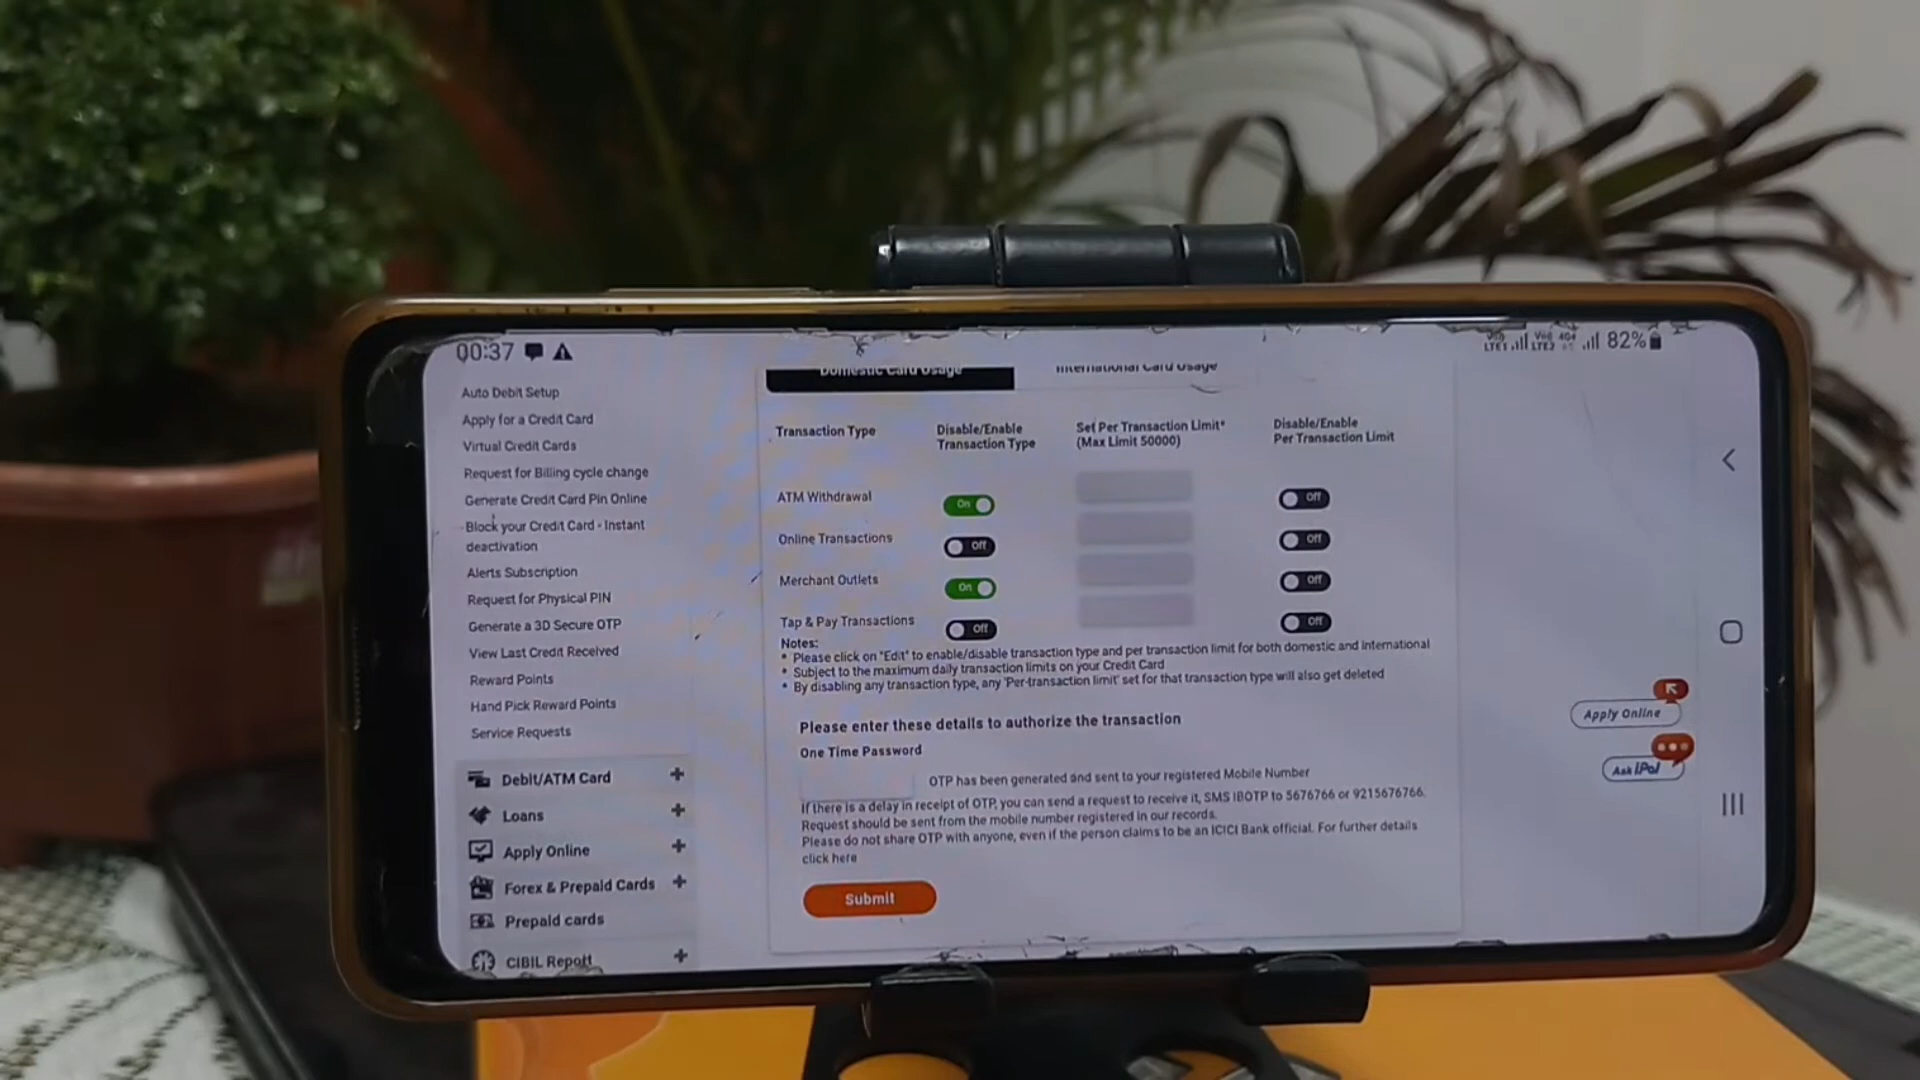 00:37
82%
Auto Debit Setup
Apply for a Credit Card
Virtual Credit Cards
Request for Billing cycle change
Generate Credit Card Pin Online
Block your Credit Card - Instant
deactivation
Alerts Subscription
Request for Physical PIN
Generate a 3D Secure OTP
View Last Credit Received
Reward Points
Hand Pick Reward Points
Service Requests
Debit/ATM Card
Loans
Apply Online
Forex & Prepaid Cards
Prepaid cards
CIBIL Report
Domestic Card Usage
International Card Usage
Transaction Type
Disable/Enable
Transaction Type
Set Per Transaction Limit*
(Max Limit 50000)
Disable/Enable
Per Transaction Limit
ATM Withdrawal On Off
Online Transactions Off Off
Merchant Outlets On Off
Tap & Pay Transactions Off Off
Notes:
* Please click on "Edit" to enable/disable transaction type and per transaction limit for both domestic and international
* Subject to the maximum daily transaction limits on your Credit Card
* By disabling any transaction type, any 'Per-transaction limit' set for that transaction type will also get deleted
Please enter these details to authorize the transaction
One Time Password
OTP has been generated and sent to your registered Mobile Number
If there is a delay in receipt of OTP, you can send a request to receive it, SMS IBOTP to 5676766 or 9215676766.
Request should be sent from the mobile number registered in our records.
Please do not share OTP with anyone, even if the person claims to be an ICICI Bank official. For further details
click here
Submit
Apply Online
Ask iPal